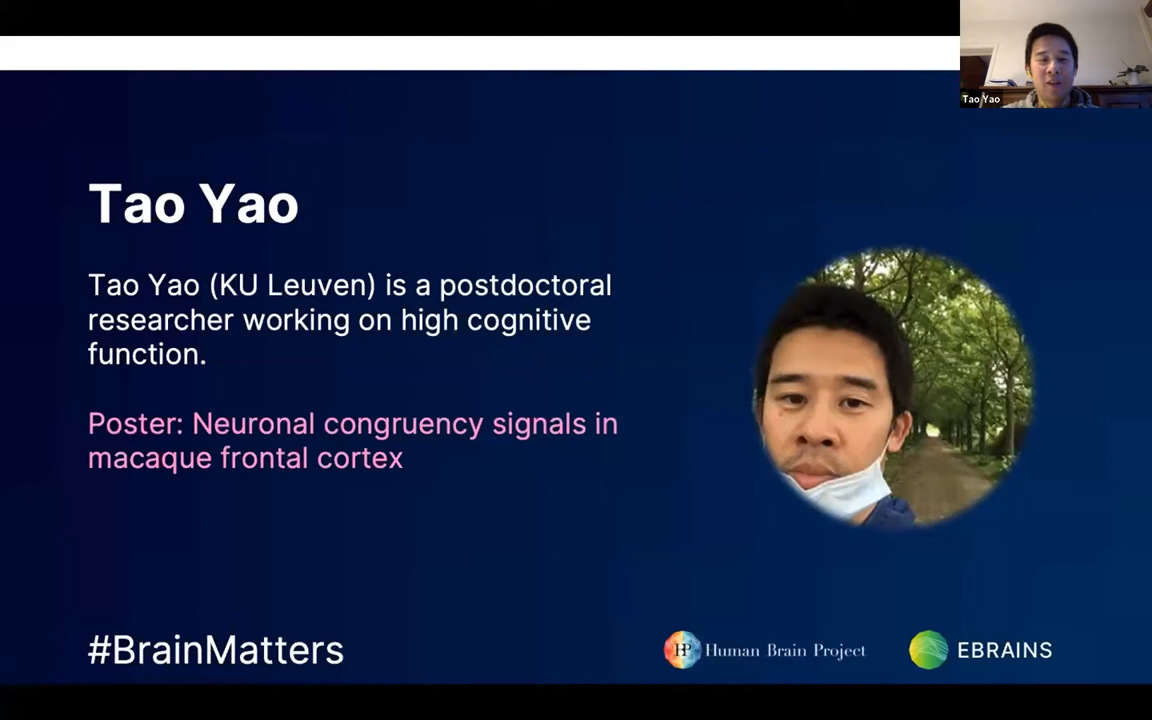 Tao Yao
Tao Yao
Tao Yao (KU Leuven) is a postdoctoral
researcher working on high cognitive
function.
Poster: Neuronal congruency signals in
macaque frontal cortex
#BrainMatters
HP Human Brain Project
EBRAINS